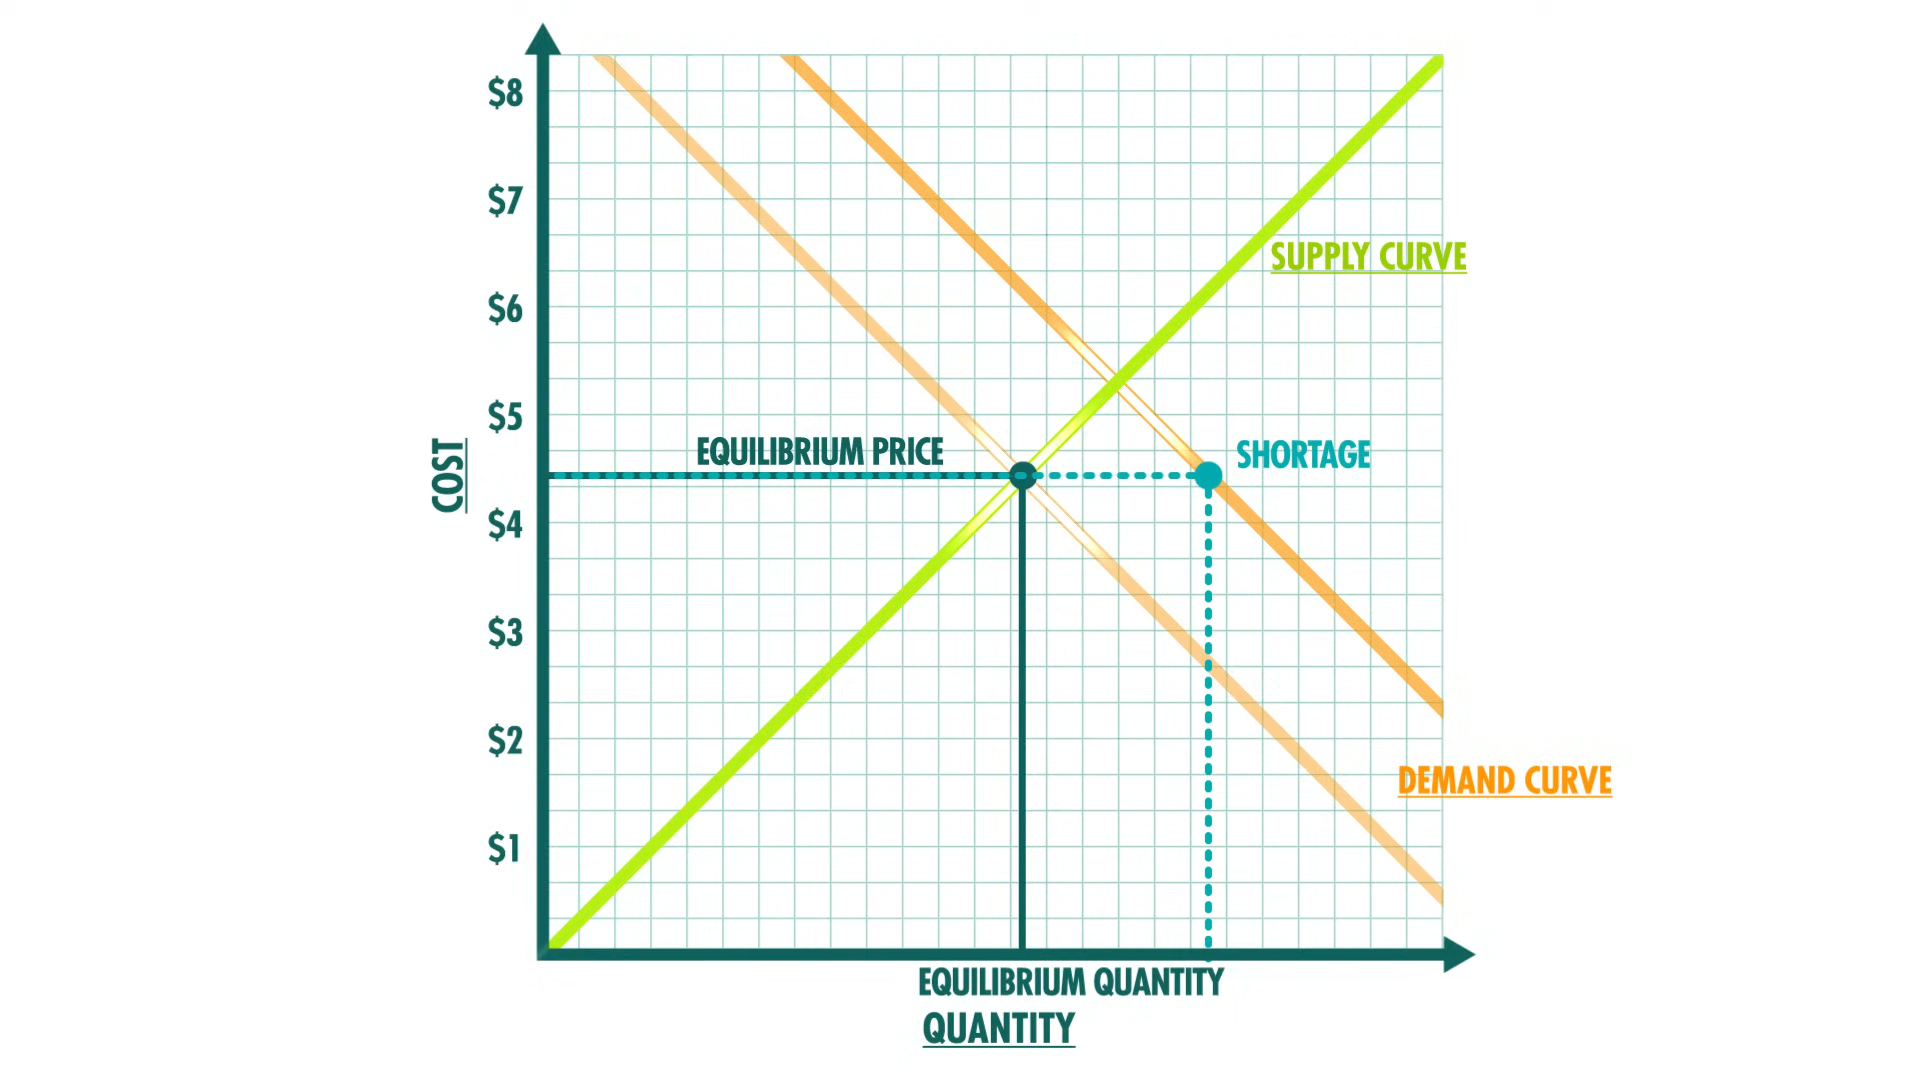 $8
$7
$6
$5
$4
$3
$2
$1
COST
SUPPLY CURVE
EQUILIBRIUM PRICE
SHORTAGE
DEMAND CURVE
EQUILIBRIUM QUANTITY
QUANTITY